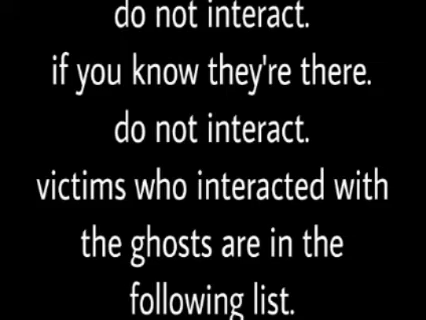 do not interact.
if you know they're there.
do not interact.
victims who interacted with
the ghosts are in the
following list.